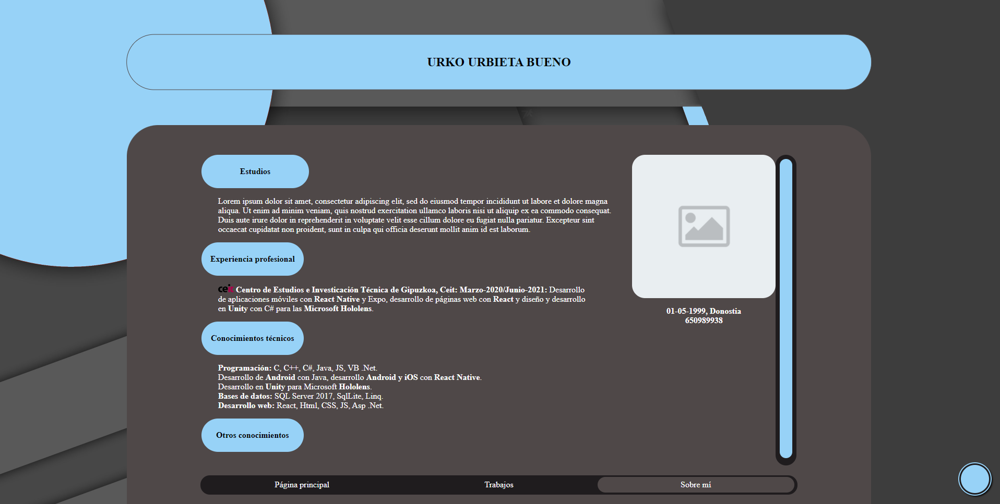 URKO URBIETA BUENO
Estudios
Lorem ipsum dolor sit amet, consectetur adipiscing elit, sed do eiusmod tempor incididunt ut labore et dolore magna
aliqua. Ut enim ad minim veniam, quis nostrud exercitation ullamco laboris nisi ut aliquip ex ea commodo consequat.
Duis aute irure dolor in reprehenderit in voluptate velit esse cillum dolore eu fugiat nulla pariatur. Excepteur sint
occaecat cupidatat non proident, sunt in culpa qui officia deserunt mollit anim id est laborum.
Experiencia profesional
ceit Centro de Estudios e Investicación Técnica de Gipuzkoa, Ceit: Marzo-2020/Junio-2021: Desarrollo
de aplicaciones móviles con React Native y Expo, desarrollo de páginas web con React y diseño y desarrollo
en Unity con C# para las Microsoft Hololens.
Conocimientos técnicos
Programación: C, C++, C#, Java, JS, VB .Net.
Desarrollo de Android con Java, desarrollo Android y iOS con React Native.
Desarrollo en Unity para Microsoft Hololens.
Bases de datos: SQL Server 2017, SqlLite, Linq.
Desarrollo web: React, Html, CSS, JS, Asp .Net.
Otros conocimientos
01-05-1999, Donostia
650989938
Página principal
Trabajos
Sobre mí